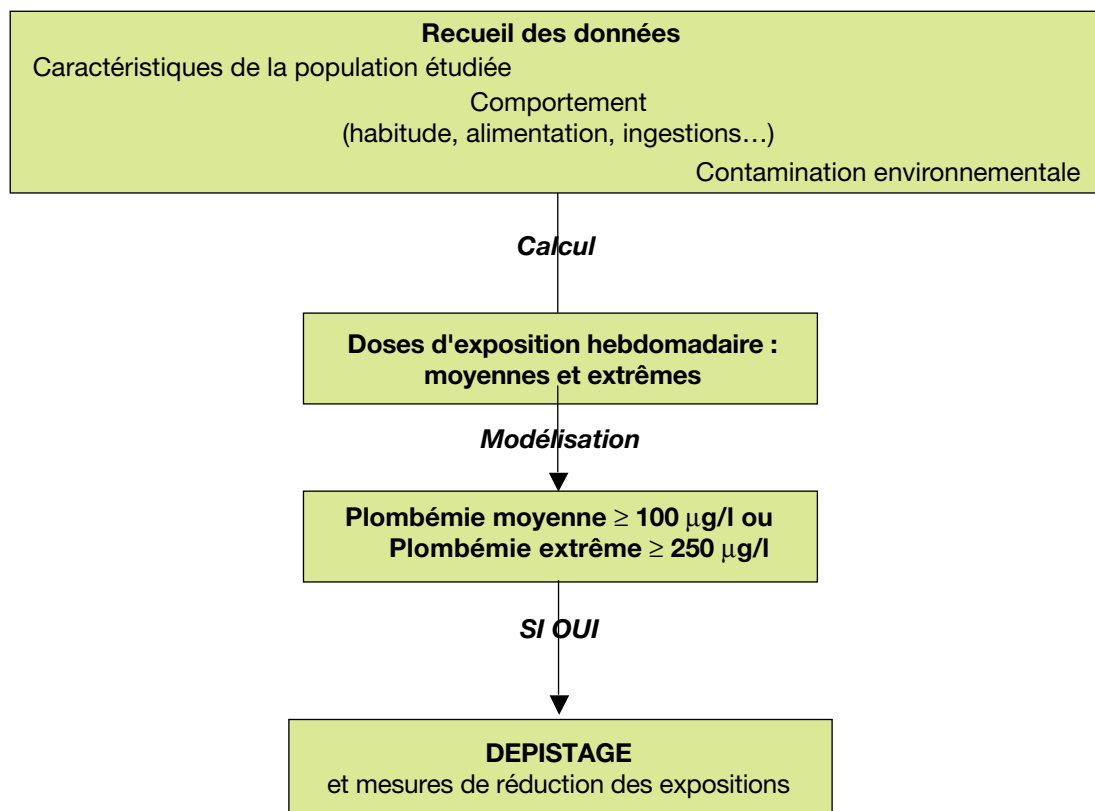 Recueil des données
Caractéristiques de la population étudiée
Comportement
(habitude, alimentation, ingestions…)
Contamination environnementale
Calcul
Doses d'exposition hebdomadaire :
moyennes et extrêmes
Modélisation
Plombémie moyenne ≥ 100 µg/l ou
Plombémie extrême ≥ 250 µg/l
SI OUI
DEPISTAGE
et mesures de réduction des expositions